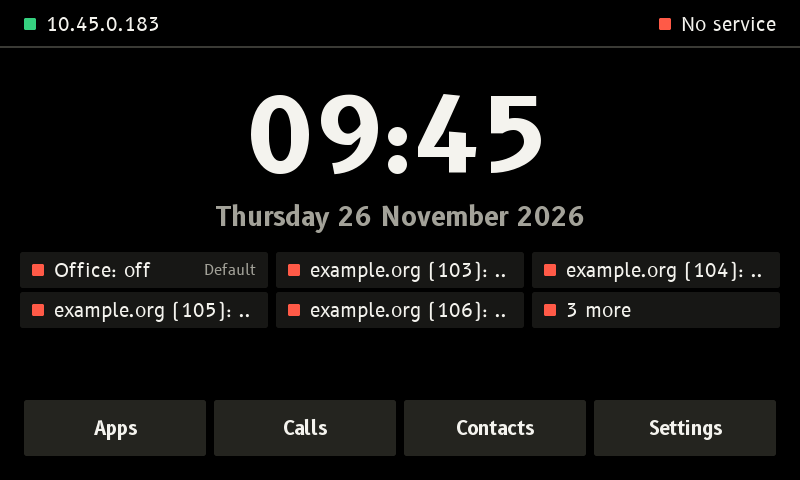 10.45.0.183 No service
09:45
Thursday 26 November 2026
Office: off Default example.org (103): .. example.org (104): ..
example.org (105): .. example.org (106): .. 3 more
Apps Calls Contacts Settings